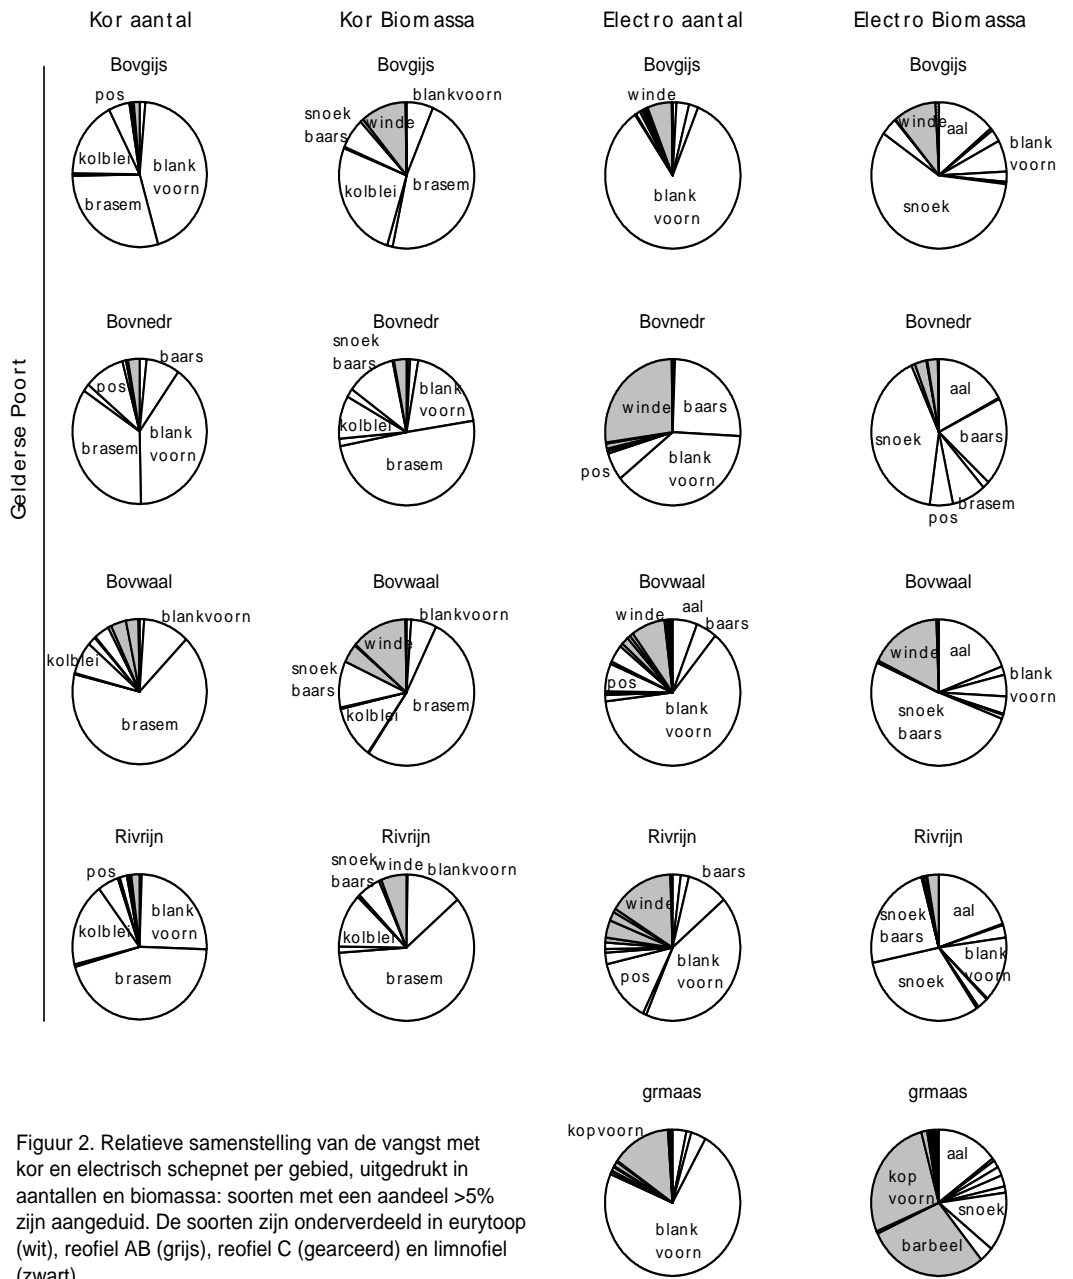 Kor aantal
Kor Biomassa
Electro aantal
Electro Biomassa
Gelderse Poort
Bovgijs
pos
kolblei
blank
voorn
brasem
Bovgijs
blankvoorn
snoek
baars
winde
kolblei
brasem
Bovgijs
winde
blank
voorn
Bovgijs
winde
aal
blank
voorn
snoek
Bovnedr
baars
pos
brasem
blank
voorn
Bovnedr
snoek
baars
blank
voorn
kolblei
brasem
Bovnedr
winde
baars
blank
voorn
pos
Bovnedr
aal
snoek
baars
brasem
pos
Bovwaal
blankvoorn
kolblei
brasem
Bovwaal
blankvoorn
winde
snoek
baars
brasem
kolblei
Bovwaal
winde
aal
baars
pos
blank
voorn
Bovwaal
winde
aal
blank
voorn
snoek
baars
Rivrijn
pos
blank
voorn
kolblei
brasem
Rivrijn
snoek
baars
winde
blankvoorn
kolblei
brasem
Rivrijn
baars
winde
blank
voorn
pos
Rivrijn
snoek
baars
aal
blank
voorn
snoek
grmaas
kopvoorn
blank
voorn
grmaas
aal
kop
voorn
snoek
barbeel
Figuur 2. Relatieve samenstelling van de vangst met
kor en electrisch schepnet per gebied, uitgedrukt in
aantallen en biomassa: soorten met een aandeel >5%
zijn aangeduid. De soorten zijn onderverdeeld in eurytoop
(wit), reofiel AB (grijs), reofiel C (gearceerd) en limnofiel
(zwart)